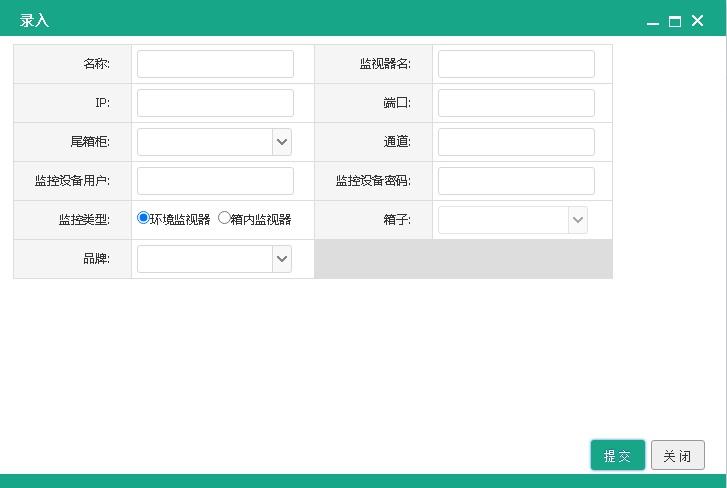 录入
名称: 监视器名:
IP: 端口:
尾箱柜: 通道:
监控设备用户: 监控设备密码:
监控类型: 环境监视器 箱内监视器 箱子:
品牌:
提交 关闭